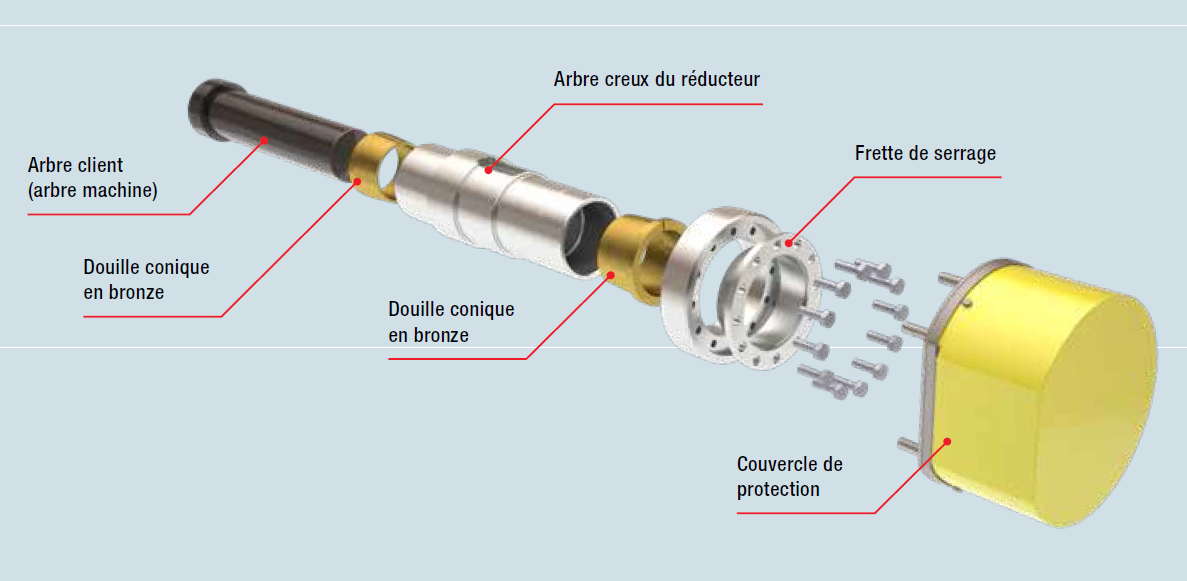 Arbre creux du réducteur
Frette de serrage
Arbre client
(arbre machine)
Douille conique
en bronze
Douille conique
en bronze
Couvercle de
protection